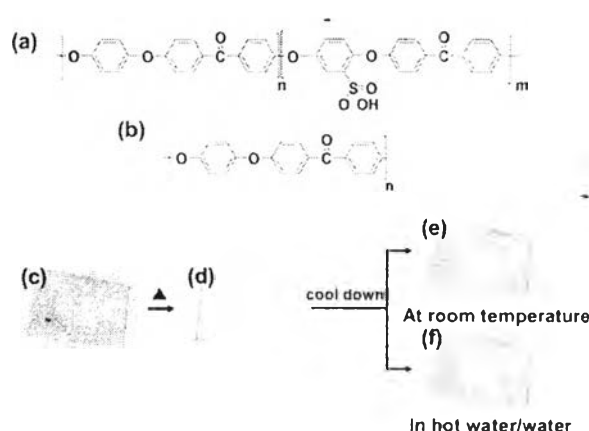 (a)
O O C O n O O C O m
S O O OH
(b)
O O C O n
(c) (d) (e)
cool down
At room temperature
(f)
In hot water/water